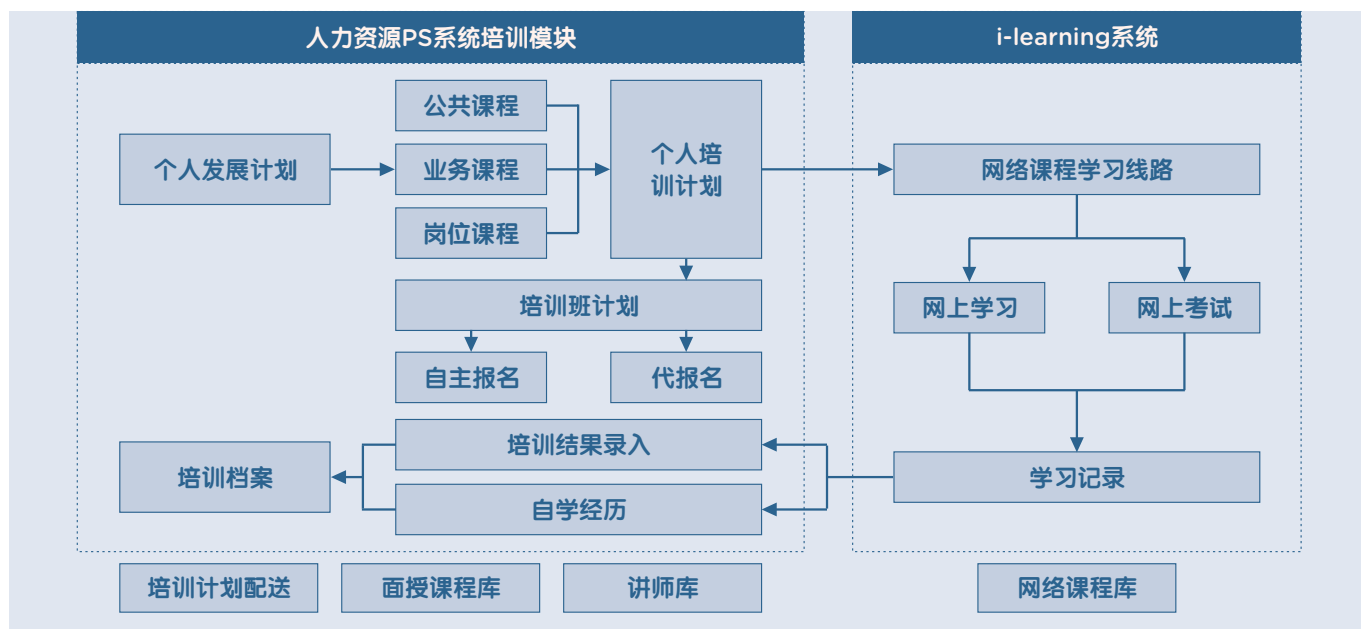 人力资源PS系统培训模块
i-learning系统
公共课程
个人发展计划
业务课程
个人培
训计划
网络课程学习线路
岗位课程
培训班计划
网上学习
网上考试
自主报名
代报名
培训结果录入
培训档案
学习记录
自学经历
培训计划配送
面授课程库
讲师库
网络课程库